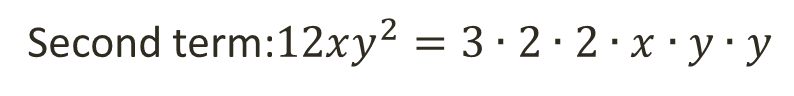 Second term:12𝑥𝑦² = 3 · 2 · 2 · 𝑥 · 𝑦 · 𝑦